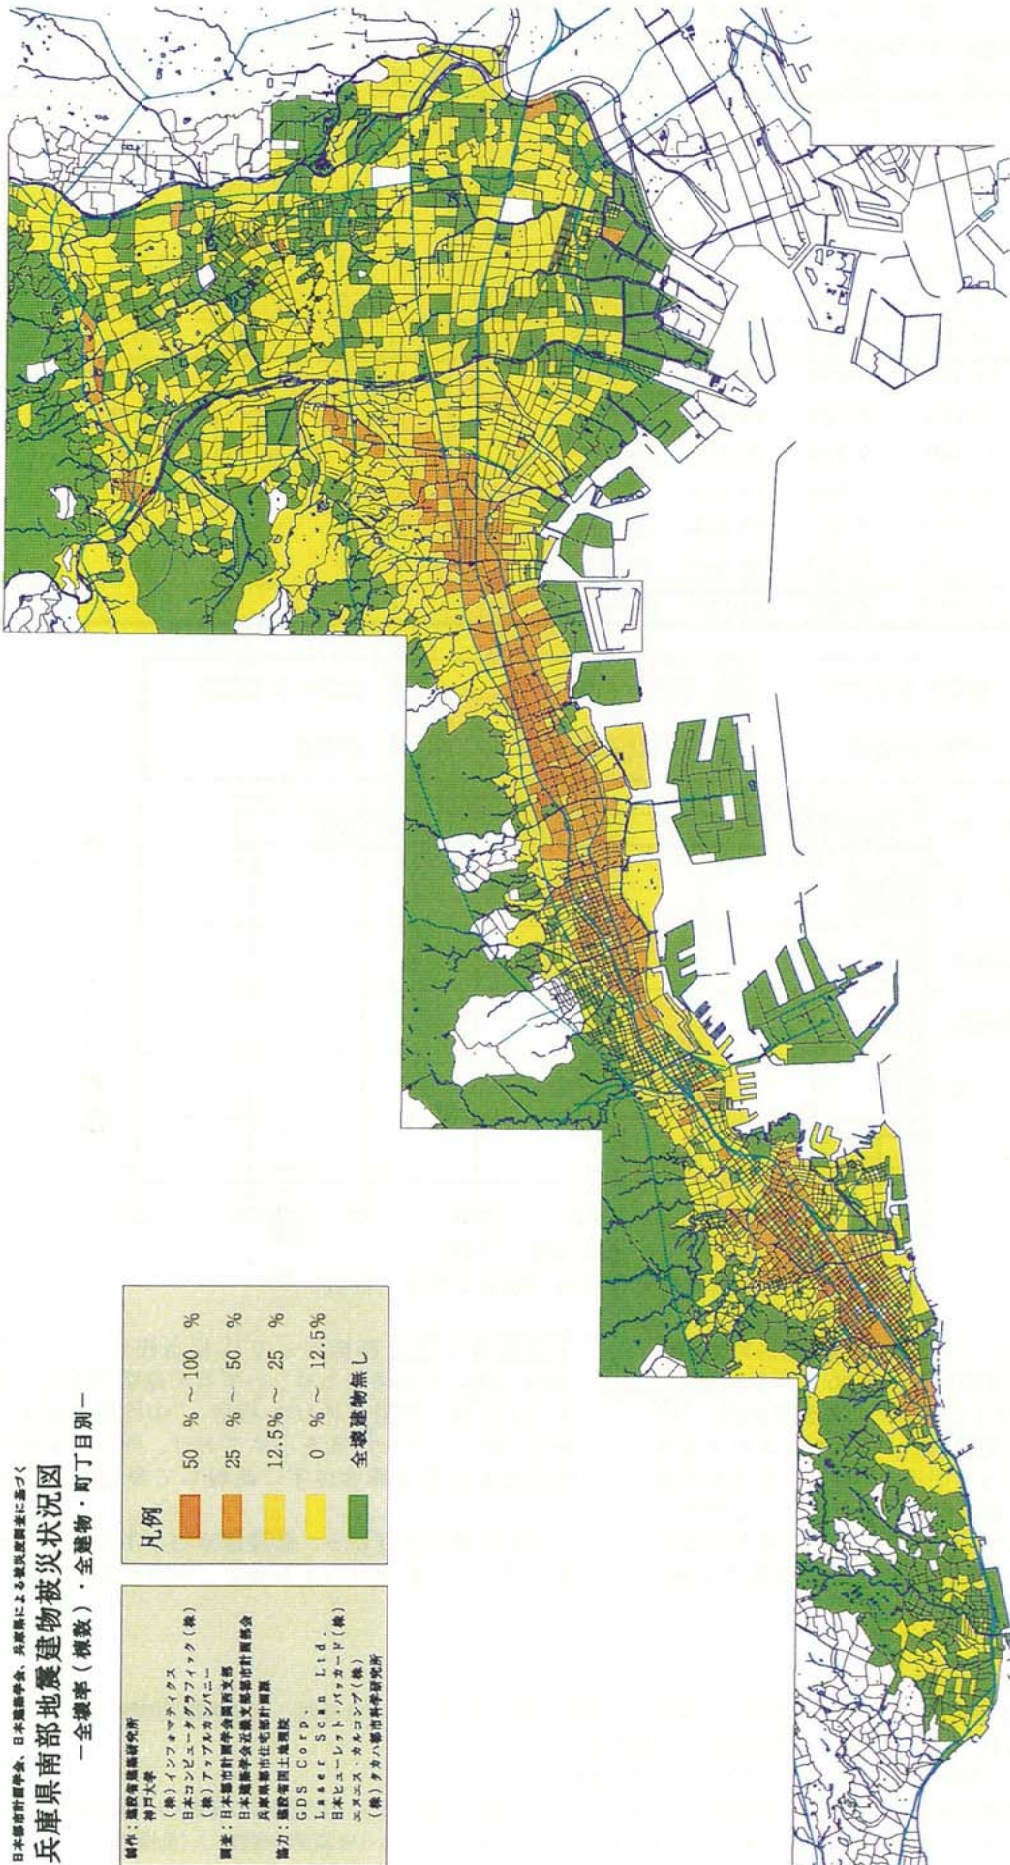 日本都市計画学会、日本建築学会、兵庫県による被災度調査に基づく
兵庫県南部地震建物被災状況図
－全壊率(棟数)・全建物・町丁目別－
凡例
50 %～100 %
25 %～ 50 %
12.5%～ 25 %
0 %～ 12.5%
全壊建物無し
制作：建設省建築研究所
神戸大学
(株)インフォマティクス
日本コンピュータグラフィック(株)
(株)アップルカンパニー
調査：日本都市計画学会関西支部
日本建築学会近畿支部都市計画部会
兵庫県都市住宅部計画課
協力：建設省国土地理院
GDS Corp.
Laser Scan Ltd.
日本ヒューレット・パッカード(株)
エヌエス・カルコンプ(株)
(株)タカハ都市科学研究所